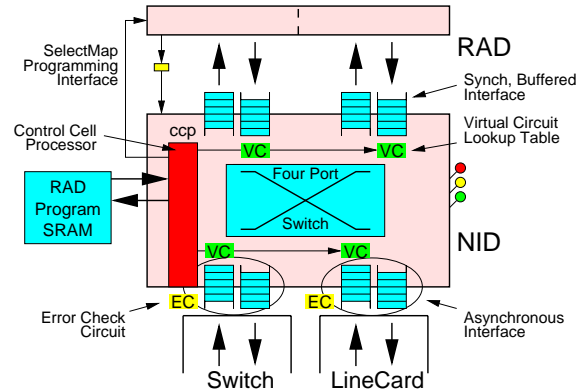 SelectMap
Programming
Interface
RAD
Synch, Buffered
Interface
ccp
Control Cell
Processor
Virtual Circuit
Lookup Table
VC
VC
Four Port
Switch
RAD
Program
SRAM
NID
VC
VC
EC
EC
Error Check
Circuit
Asynchronous
Interface
Switch
LineCard